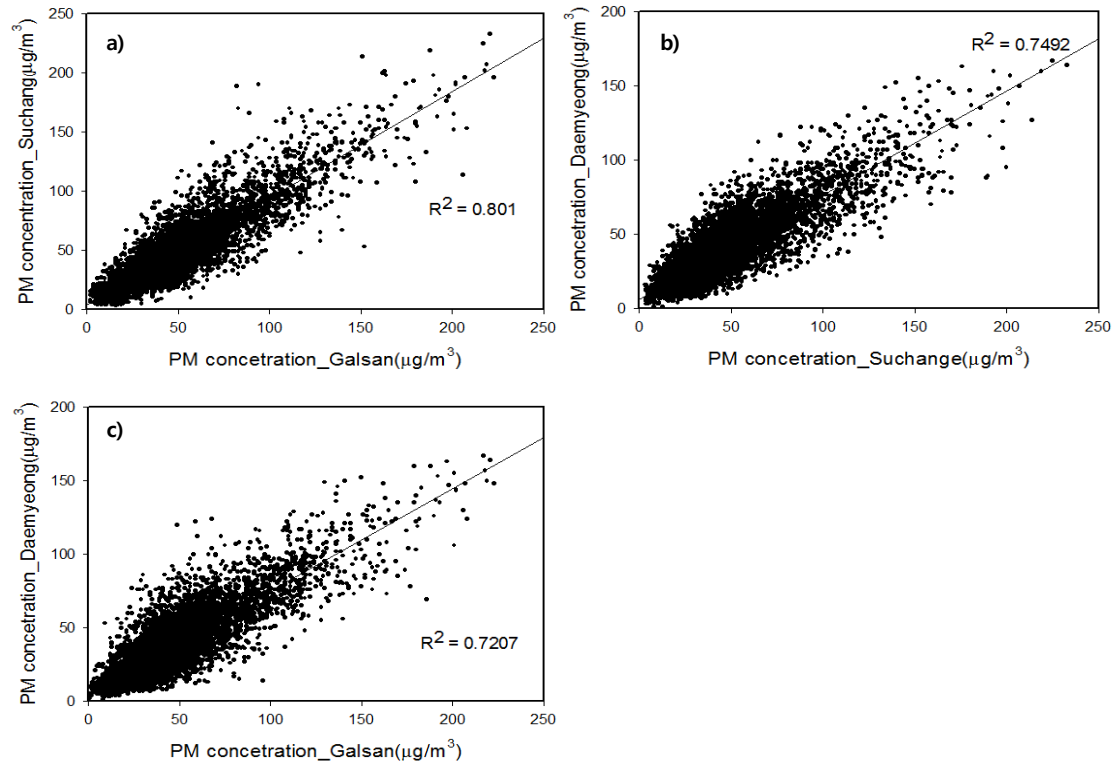 a)
R² = 0.801
PM concentration_Suchang(μg/m³)
250
200
150
100
50
0
0 50 100 150 200 250
PM concetration_Galsan(μg/m³)
b)
R² = 0.7492
PM concetration_Daemyeong(μg/m³)
200
150
100
50
0
0 50 100 150 200 250
PM concetration_Suchange(μg/m³)
c)
R² = 0.7207
PM concetration_Daemyeong(μg/m³)
200
150
100
50
0
0 50 100 150 200 250
PM concetration_Galsan(μg/m³)